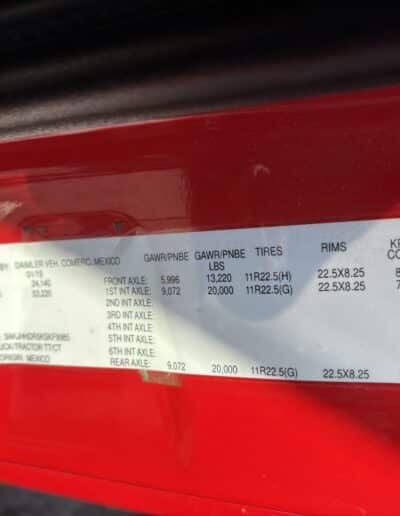 BY: DAIMLER VEH. COMERC. MEXICO GAWR/PNBE GAWR/PNBE LBS TIRES RIMS
01/19 FRONT AXLE: 5,996 13,220 11R22.5(H) 22.5X8.25
24,140 1ST INT AXLE: 9,072 20,000 11R22.5(G) 22.5X8.25
53,220 2ND INT AXLE:
3RD INT AXLE:
4TH INT AXLE:
5TH INT AXLE:
TRACTOR TT/CT 6TH INT AXLE:
ORIGIN: MEXICO REAR AXLE: 9,072 20,000 11R22.5(G) 22.5X8.25